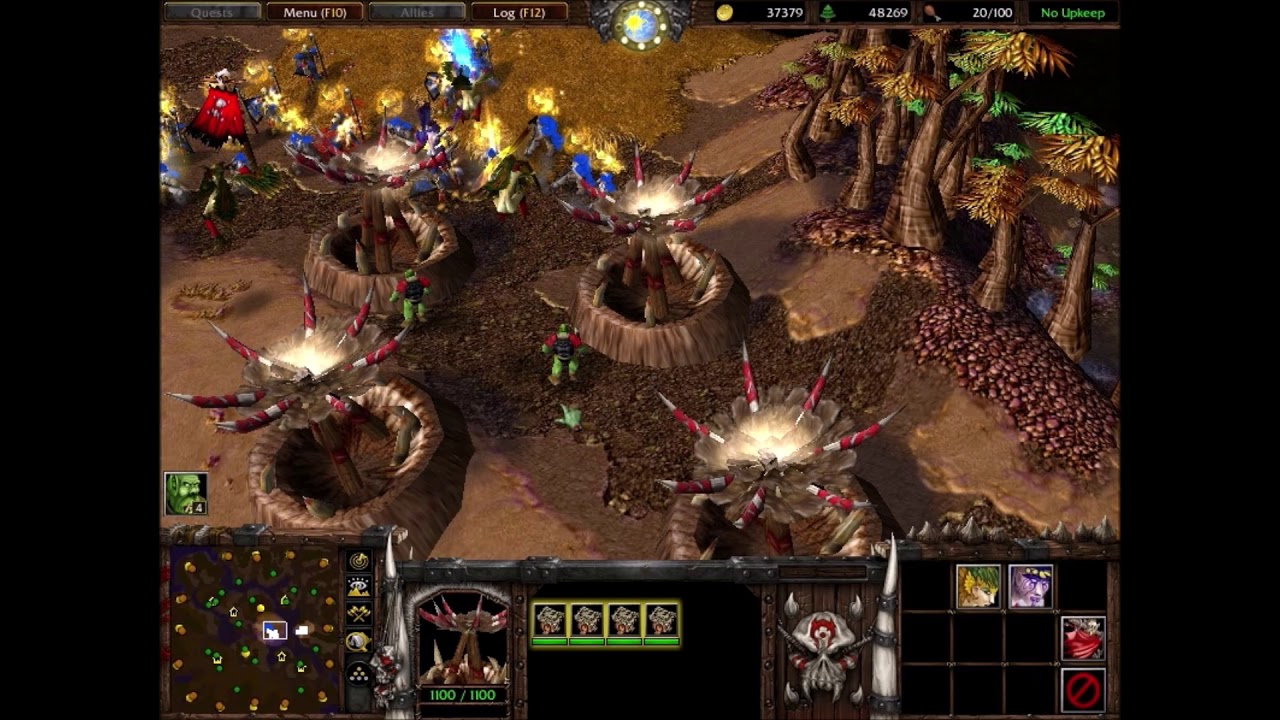 Quests
Menu (F10)
Allies
Log (F12)
37379
48269
20/100
No Upkeep
4
1100 / 1100